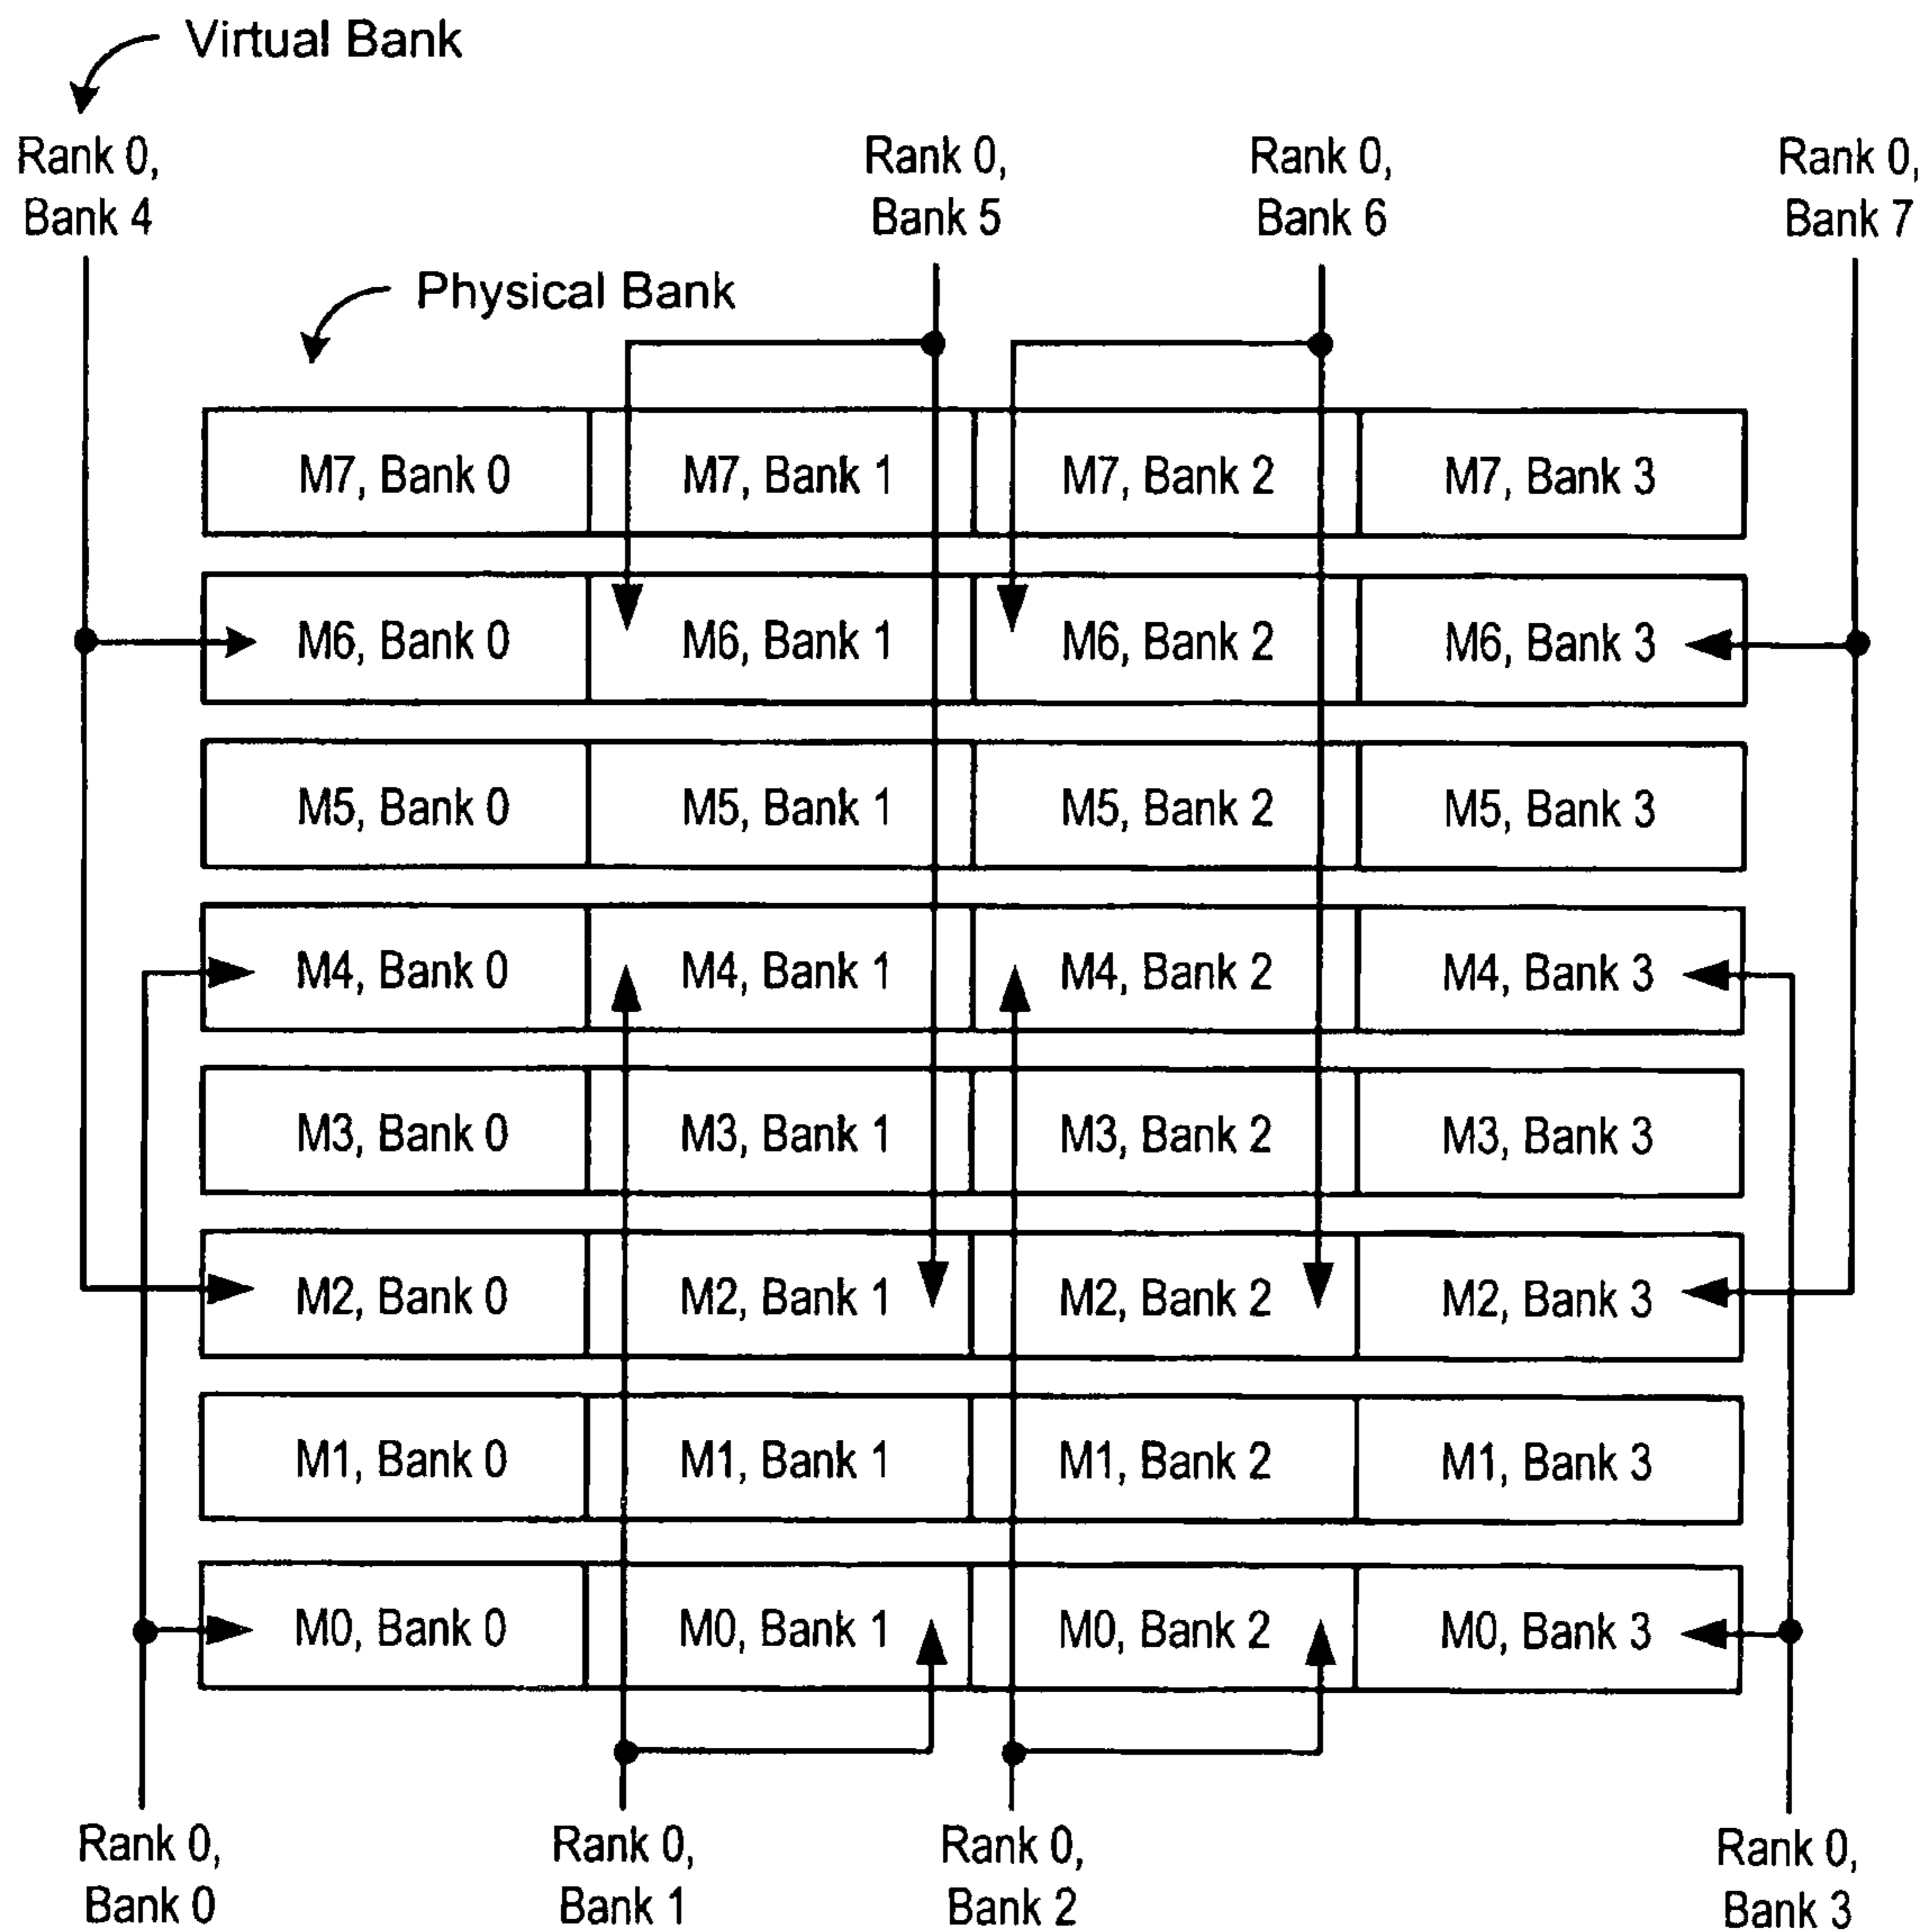 Virtual Bank
Rank 0,
Bank 4
Rank 0,
Bank 5
Rank 0,
Bank 6
Rank 0,
Bank 7
Physical Bank
M7, Bank 0 M7, Bank 1 M7, Bank 2 M7, Bank 3
M6, Bank 0 M6, Bank 1 M6, Bank 2 M6, Bank 3
M5, Bank 0 M5, Bank 1 M5, Bank 2 M5, Bank 3
M4, Bank 0 M4, Bank 1 M4, Bank 2 M4, Bank 3
M3, Bank 0 M3, Bank 1 M3, Bank 2 M3, Bank 3
M2, Bank 0 M2, Bank 1 M2, Bank 2 M2, Bank 3
M1, Bank 0 M1, Bank 1 M1, Bank 2 M1, Bank 3
M0, Bank 0 M0, Bank 1 M0, Bank 2 M0, Bank 3
Rank 0,
Bank 0
Rank 0,
Bank 1
Rank 0,
Bank 2
Rank 0,
Bank 3